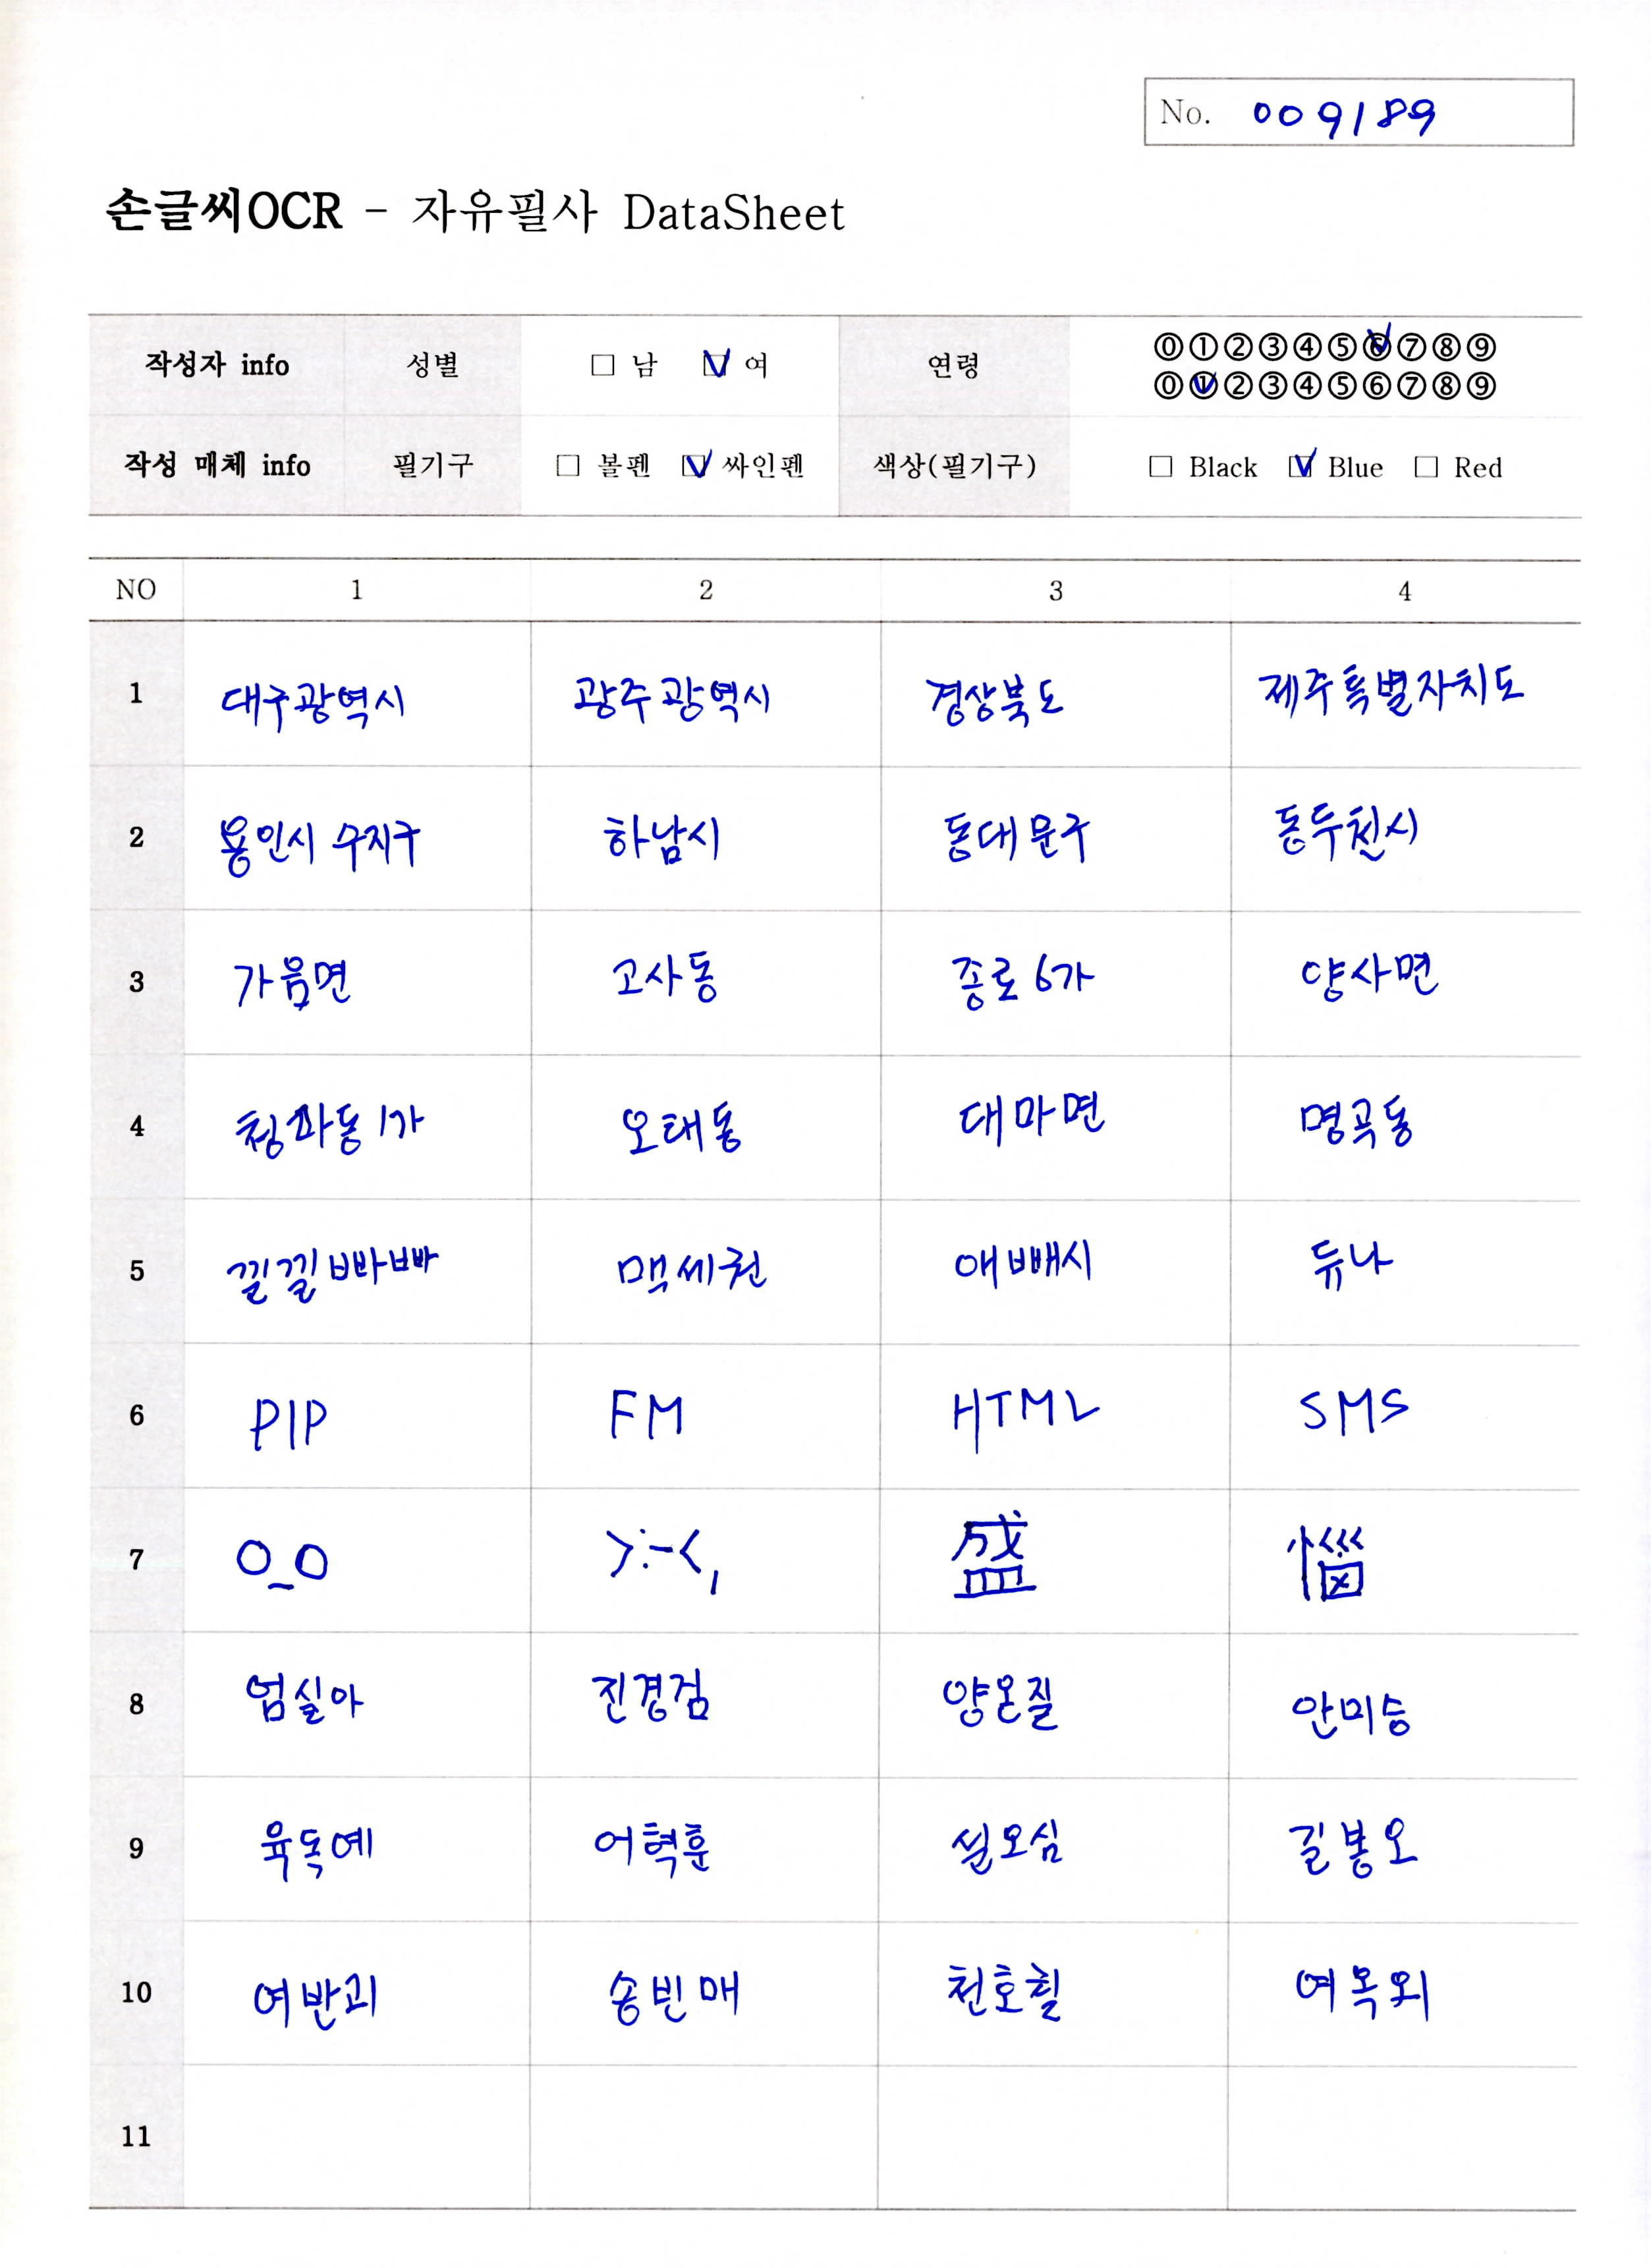 No. 009189
손글씨OCR - 자유필사 DataSheet
작성자 info 성별 □ 남 ☑ 여 연령 ⓪①②③④⑤⑥⑦⑧⑨
⓪①②③④⑤⑥⑦⑧⑨
작성 매체 info 필기구 □ 볼펜 ☑ 싸인펜 색상(필기구) □ Black ☑ Blue □ Red
NO 1 2 3 4
1 대구광역시 광주광역시 경상북도 제주특별자치도
2 용인시 수지구 하남시 동대문구 동두천시
3 가음면 고사동 종로6가 양사면
4 청파동1가 오태동 대마면 명곡동
5 낄낄빠빠 맥세권 애빼시 듀나
6 PIP FM HTML SMS
7 O_O >:-<, 盛 惱
8 엄실아 진경검 양온질 안미승
9 육독예 어혁훈 설오심 길봉오
10 여반괴 송빈매 천호힐 여옥외
11